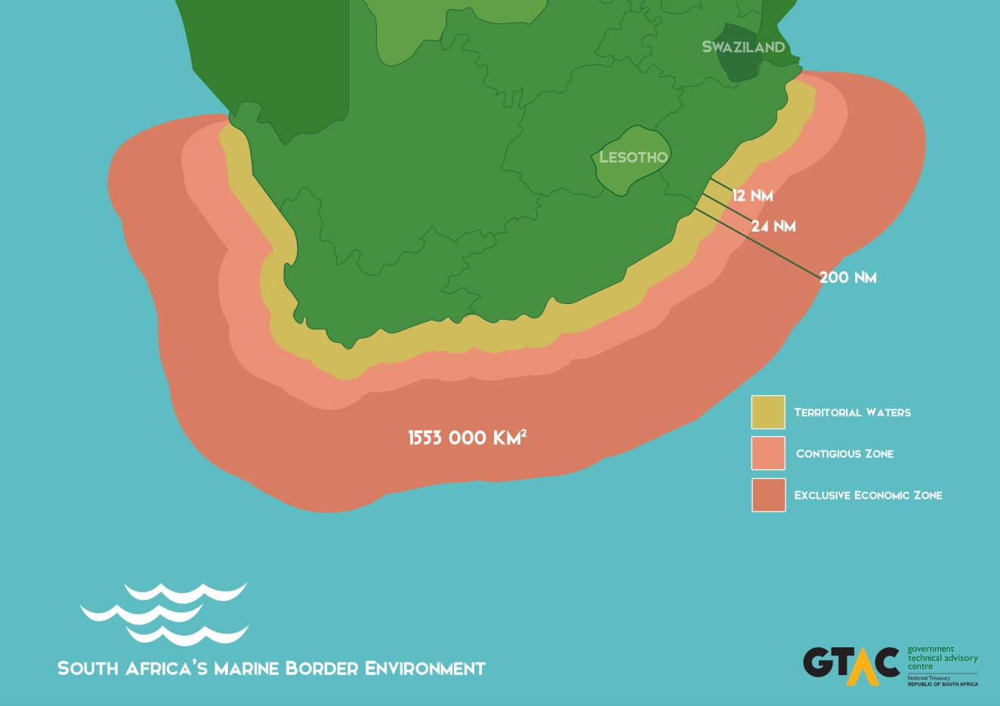 SWAZILAND
LESOTHO
12 NM
24 NM
200 NM
1553 000 KM²
TERRITORIAL WATERS
CONTIGIOUS ZONE
EXCLUSIVE ECONOMIC ZONE
SOUTH AFRICA'S MARINE BORDER ENVIRONMENT
GTAC
government
technical advisory
centre
National Treasury
REPUBLIC OF SOUTH AFRICA